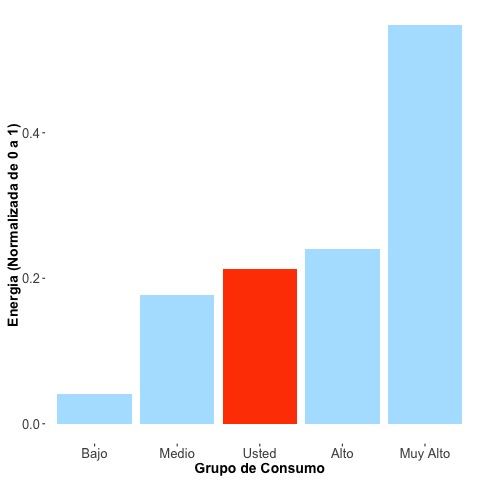 Energía (Normalizada de 0 a 1)
0.4
0.2
0.0
Bajo Medio Usted Alto Muy Alto
Grupo de Consumo